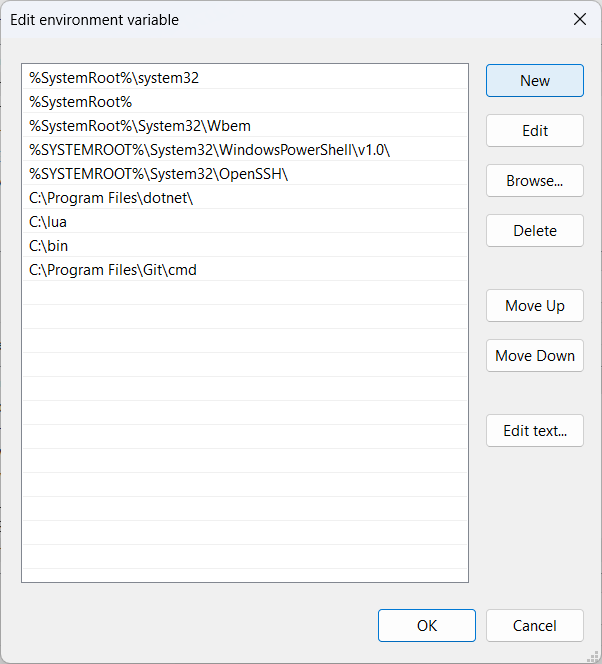 Edit environment variable
%SystemRoot%\system32
%SystemRoot%
%SystemRoot%\System32\Wbem
%SYSTEMROOT%\System32\WindowsPowerShell\v1.0\
%SYSTEMROOT%\System32\OpenSSH\
C:\Program Files\dotnet\
C:\lua
C:\bin
C:\Program Files\Git\cmd
New
Edit
Browse...
Delete
Move Up
Move Down
Edit text...
OK
Cancel